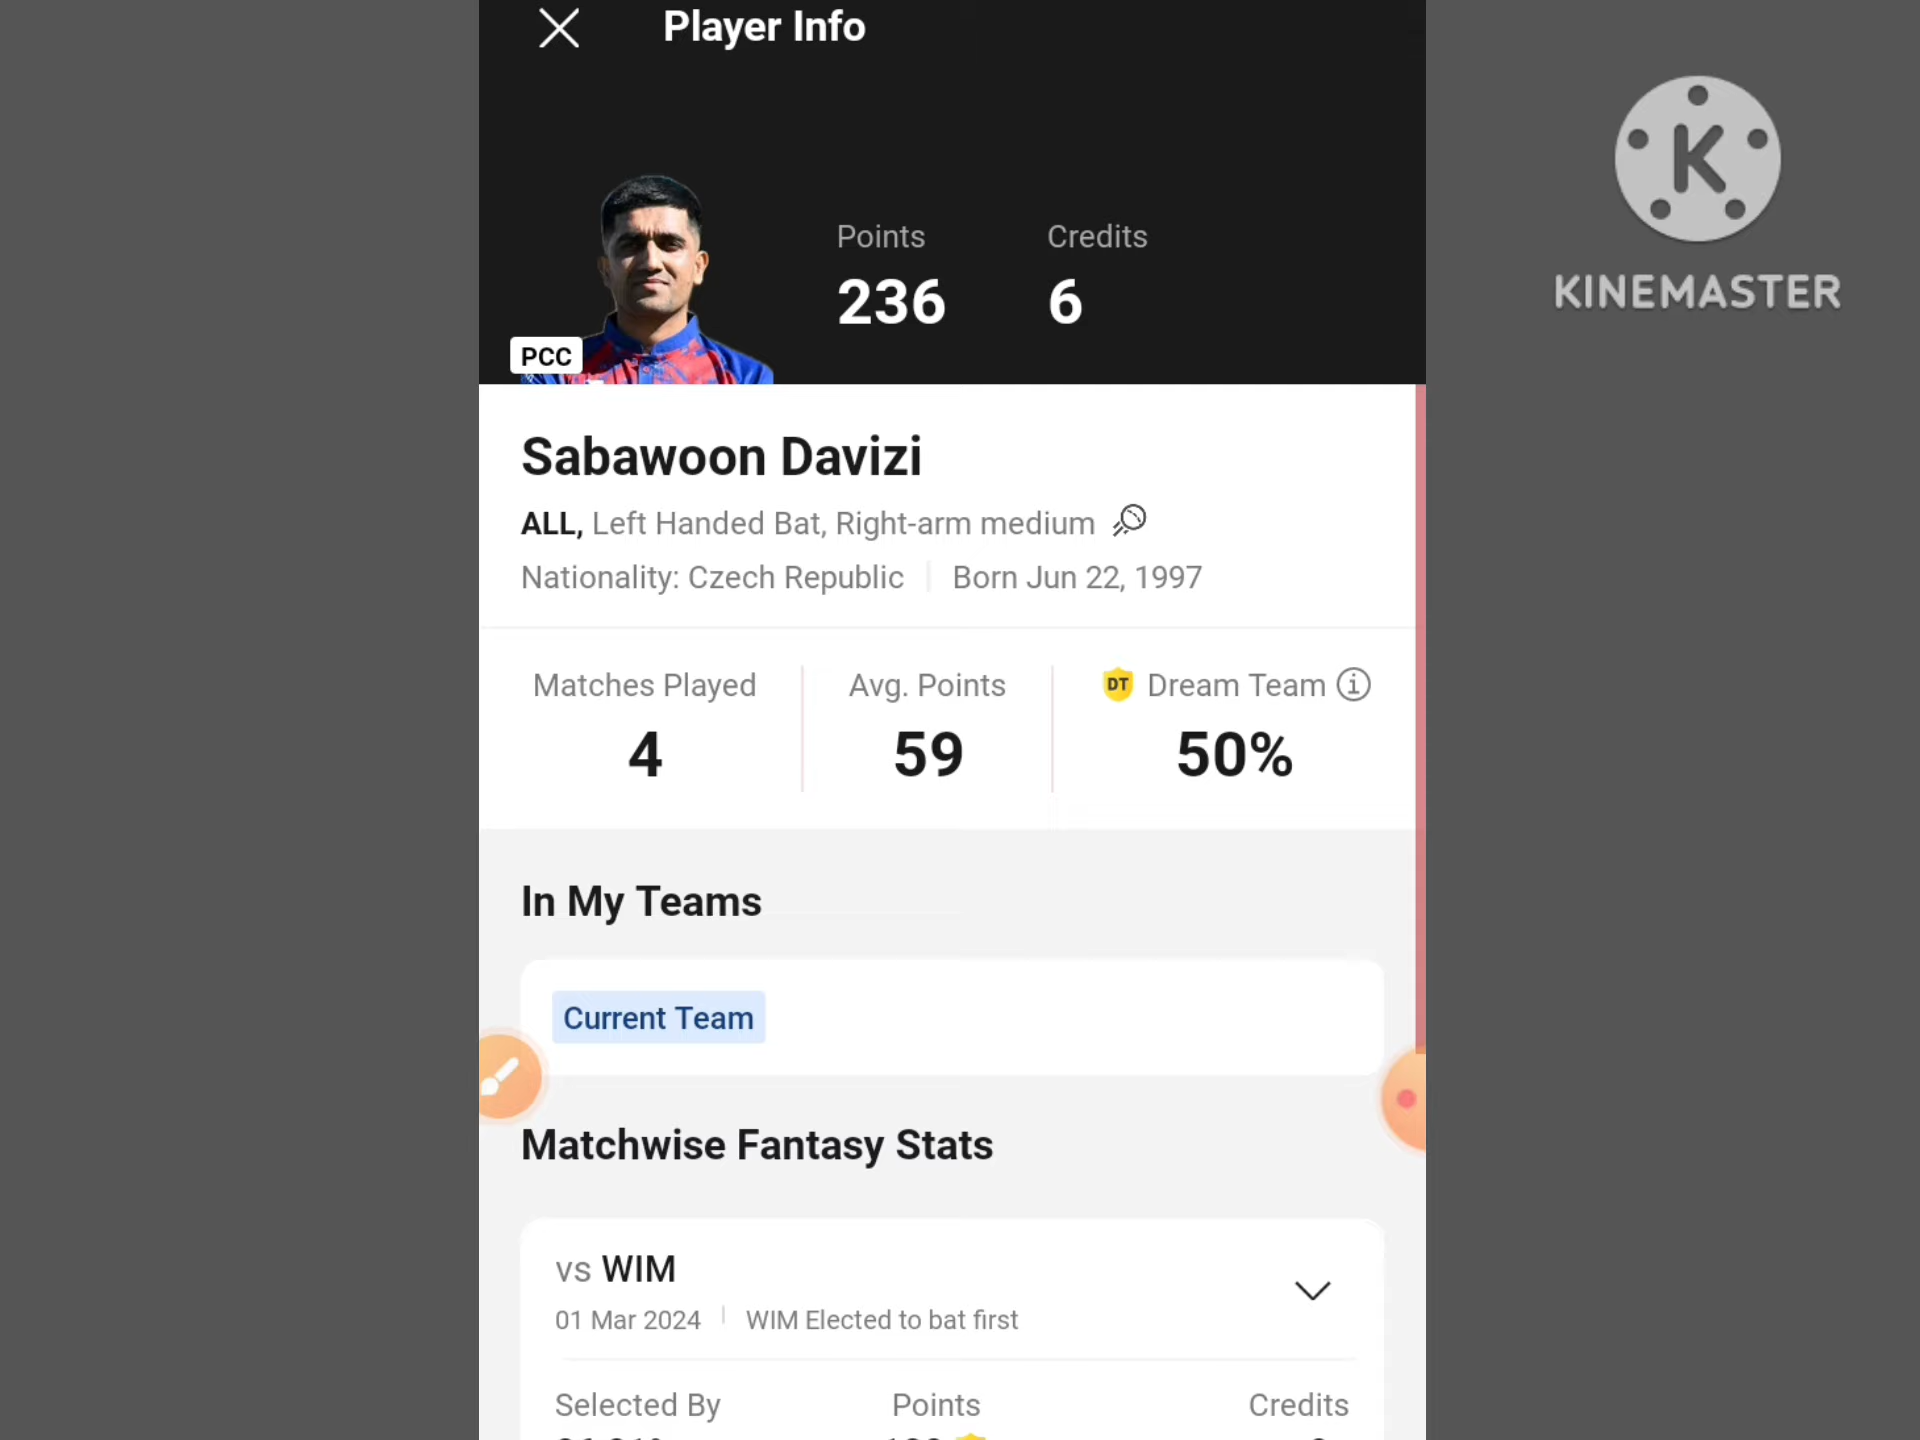 Player Info
K
KINEMASTER
Points
Credits
236
6
PCC
Sabawoon Davizi
ALL, Left Handed Bat, Right-arm medium
Nationality: Czech Republic
Born Jun 22, 1997
Matches Played
Avg. Points
DT Dream Team
4
59
50%
In My Teams
Current Team
Matchwise Fantasy Stats
vs WIM
01 Mar 2024
WIM Elected to bat first
Selected By
Points
Credits